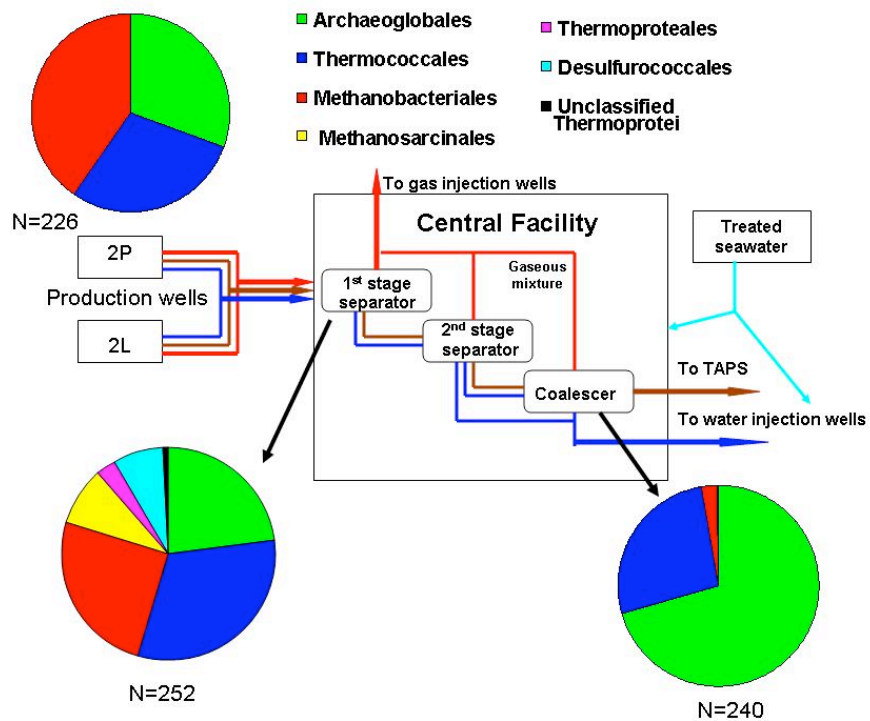 Archaeoglobales
Thermococcales
Methanobacteriales
Methanosarcinales
Thermoproteales
Desulfurococcales
Unclassified
Thermoprotei
N=226
To gas injection wells
Central Facility
Treated
seawater
2P
Production wells
2L
1st stage
separator
Gaseous
mixture
2nd stage
separator
Coalescer
To TAPS
To water injection wells
N=252
N=240